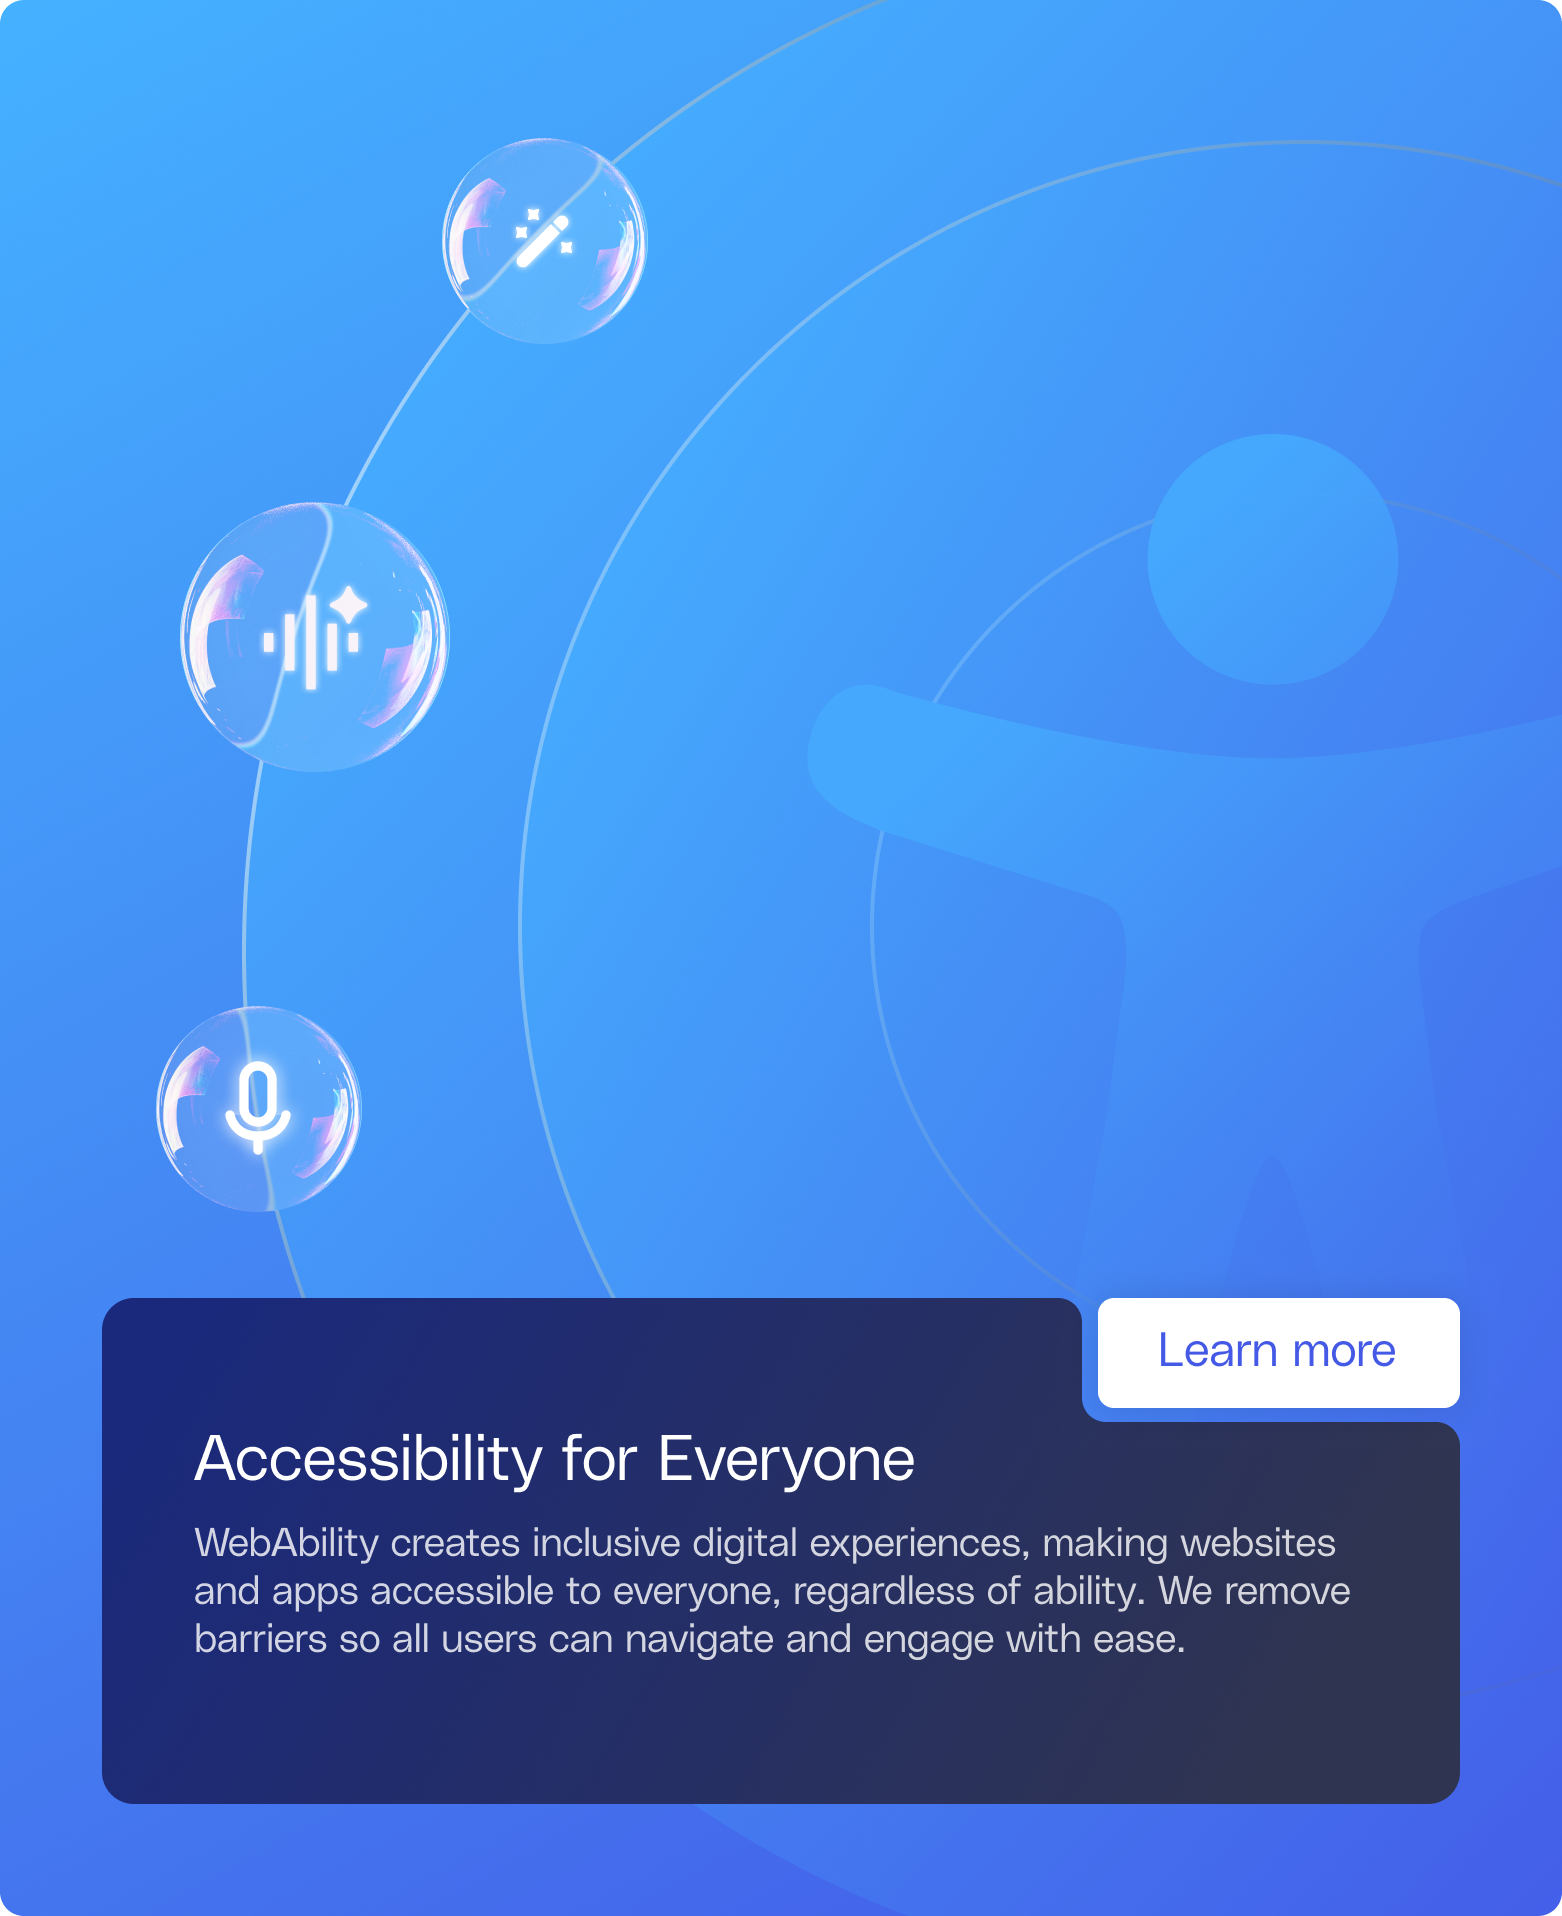 Learn more
Accessibility for Everyone
WebAbility creates inclusive digital experiences, making websites
and apps accessible to everyone, regardless of ability. We remove
barriers so all users can navigate and engage with ease.